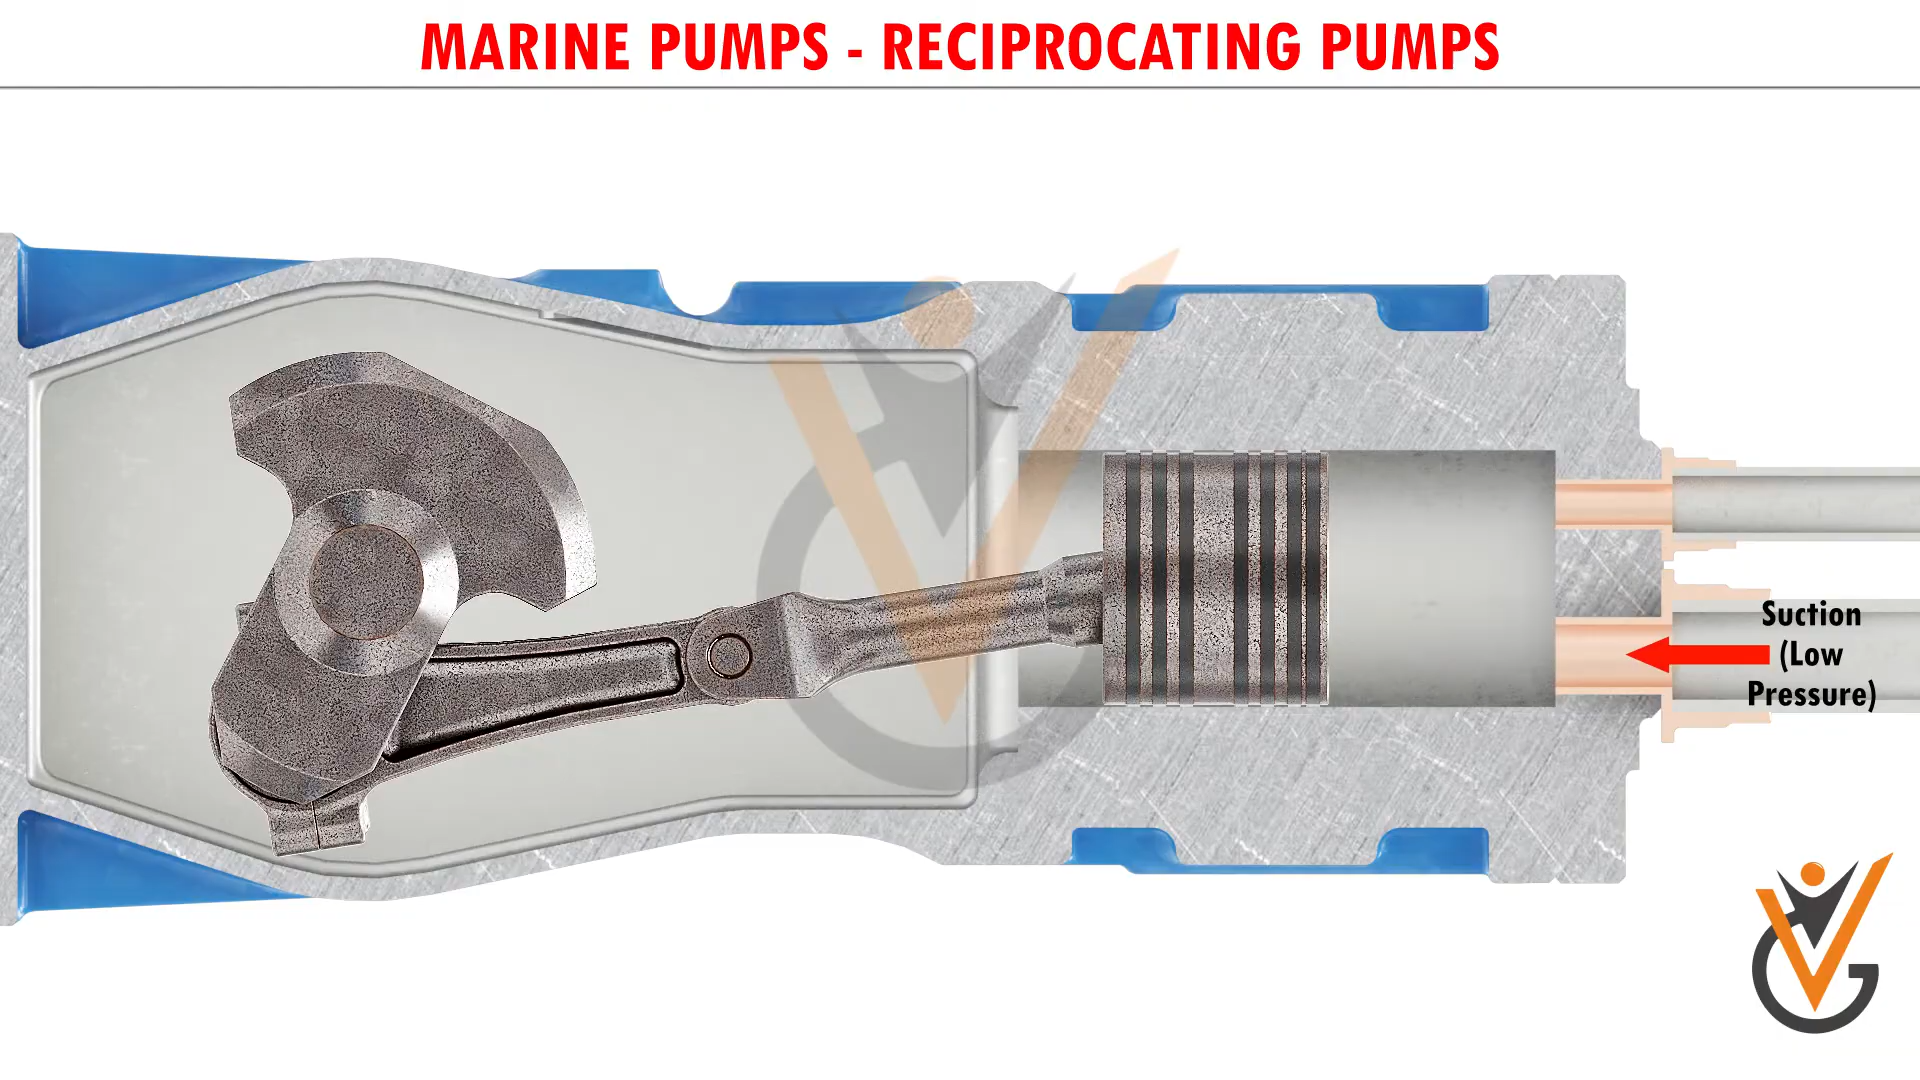 MARINE PUMPS - RECIPROCATING PUMPS
Suction
(Low
Pressure)